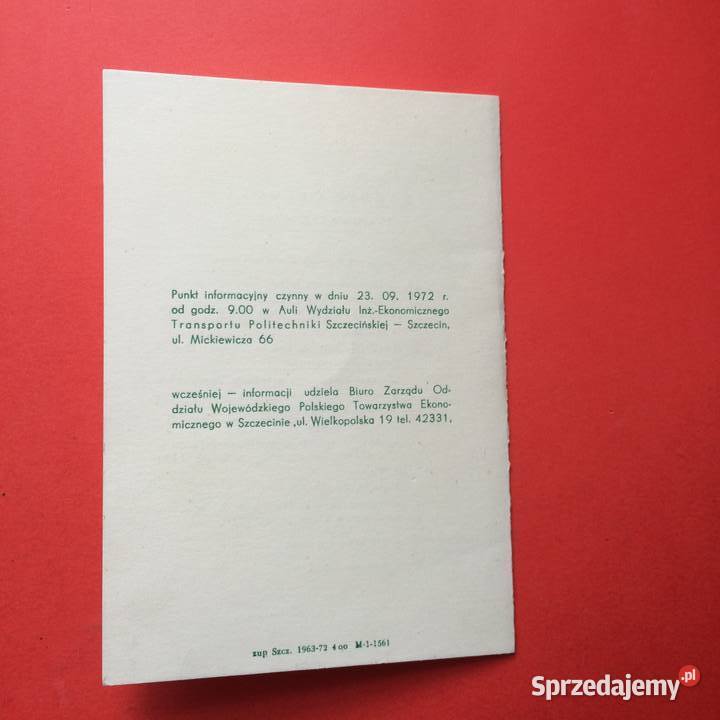 Punkt informacyjny czynny w dniu 23. 09. 1972 r.
od godz. 9.00 w Auli Wydziału Inż.-Ekonomicznego
Transportu Politechniki Szczecińskiej — Szczecin,
ul. Mickiewicza 66
wcześniej — informacji udziela Biuro Zarządu Od-
działu Wojewódzkiego Polskiego Towarzystwa Ekono-
micznego w Szczecinie ,ul. Wielkopolska 19 tel. 42331,
zup Szcz. 1963-72 400 M-1-1561
Sprzedajemy.pl